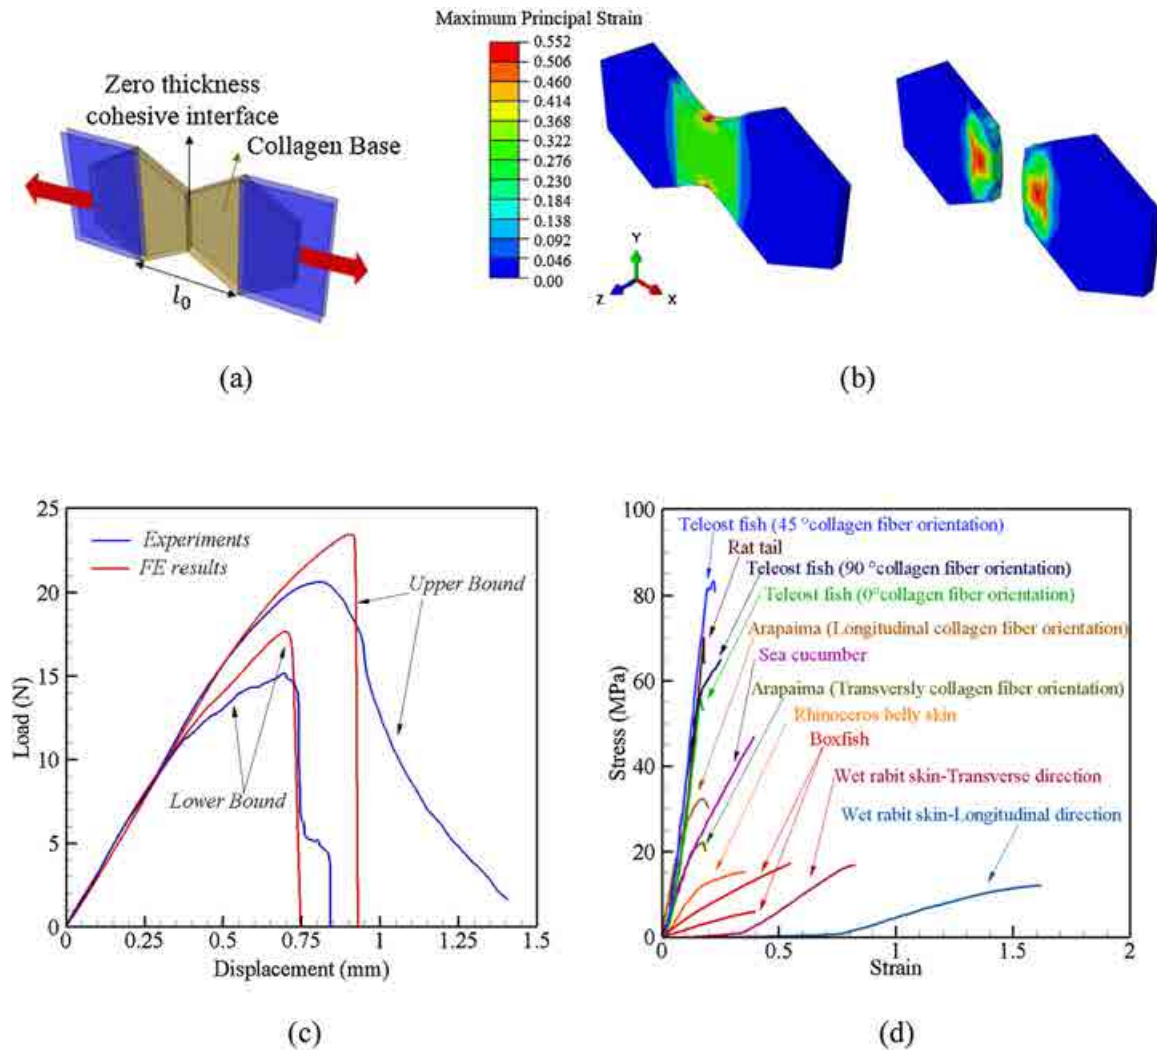 Maximum Principal Strain
Zero thickness
cohesive interface
Collagen Base
l₀
0.552
0.506
0.460
0.414
0.368
0.322
0.276
0.230
0.184
0.138
0.092
0.046
0.00
Y
Z
X
(a)
(b)
25
20
15
10
5
0
Load (N)
Experiments
FE results
Upper Bound
Lower Bound
0
0.25
0.5
0.75
1
1.25
1.5
Displacement (mm)
(c)
100
80
60
40
20
0
Stress (MPa)
Teleost fish (45 °collagen fiber orientation)
Rat tail
Teleost fish (90 °collagen fiber orientation)
Teleost fish (0°collagen fiber orientation)
Arapaima (Longitudinal collagen fiber orientation)
Sea cucumber
Arapaima (Transversly collagen fiber orientation)
Rhinoceros belly skin
Boxfish
Wet rabit skin-Transverse direction
Wet rabit skin-Longitudinal direction
0
0.5
1
1.5
2
Strain
(d)